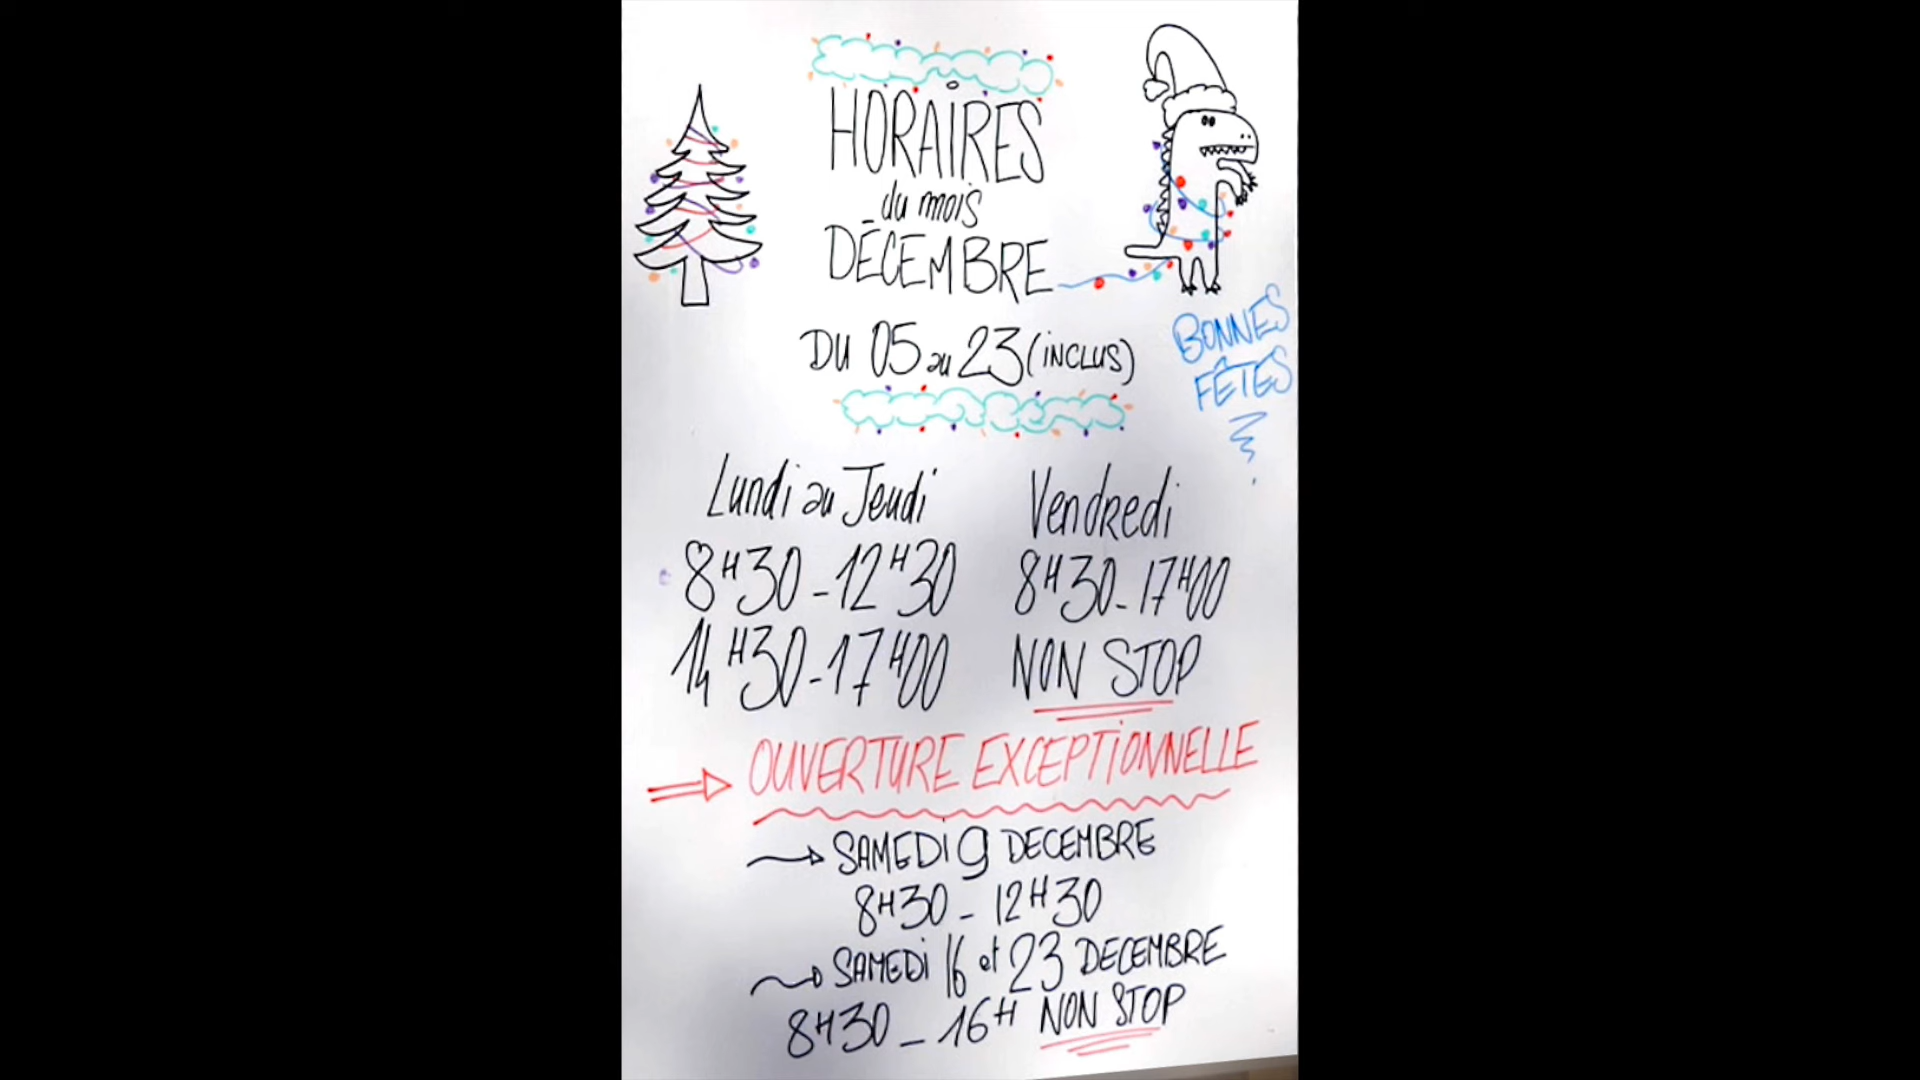 HORAIRES
du mois
DÉCEMBRE
DU 05 au 23 (INCLUS)
BONNES
FÊTES
Lundi au Jeudi
8H30 - 12H30
14H30 - 17H00
Vendredi
8H30 - 17H00
NON STOP
OUVERTURE EXCEPTIONNELLE
SAMEDI 9 DECEMBRE
8H30 - 12H30
SAMEDI 16 et 23 DECEMBRE
8H30 - 16H NON STOP